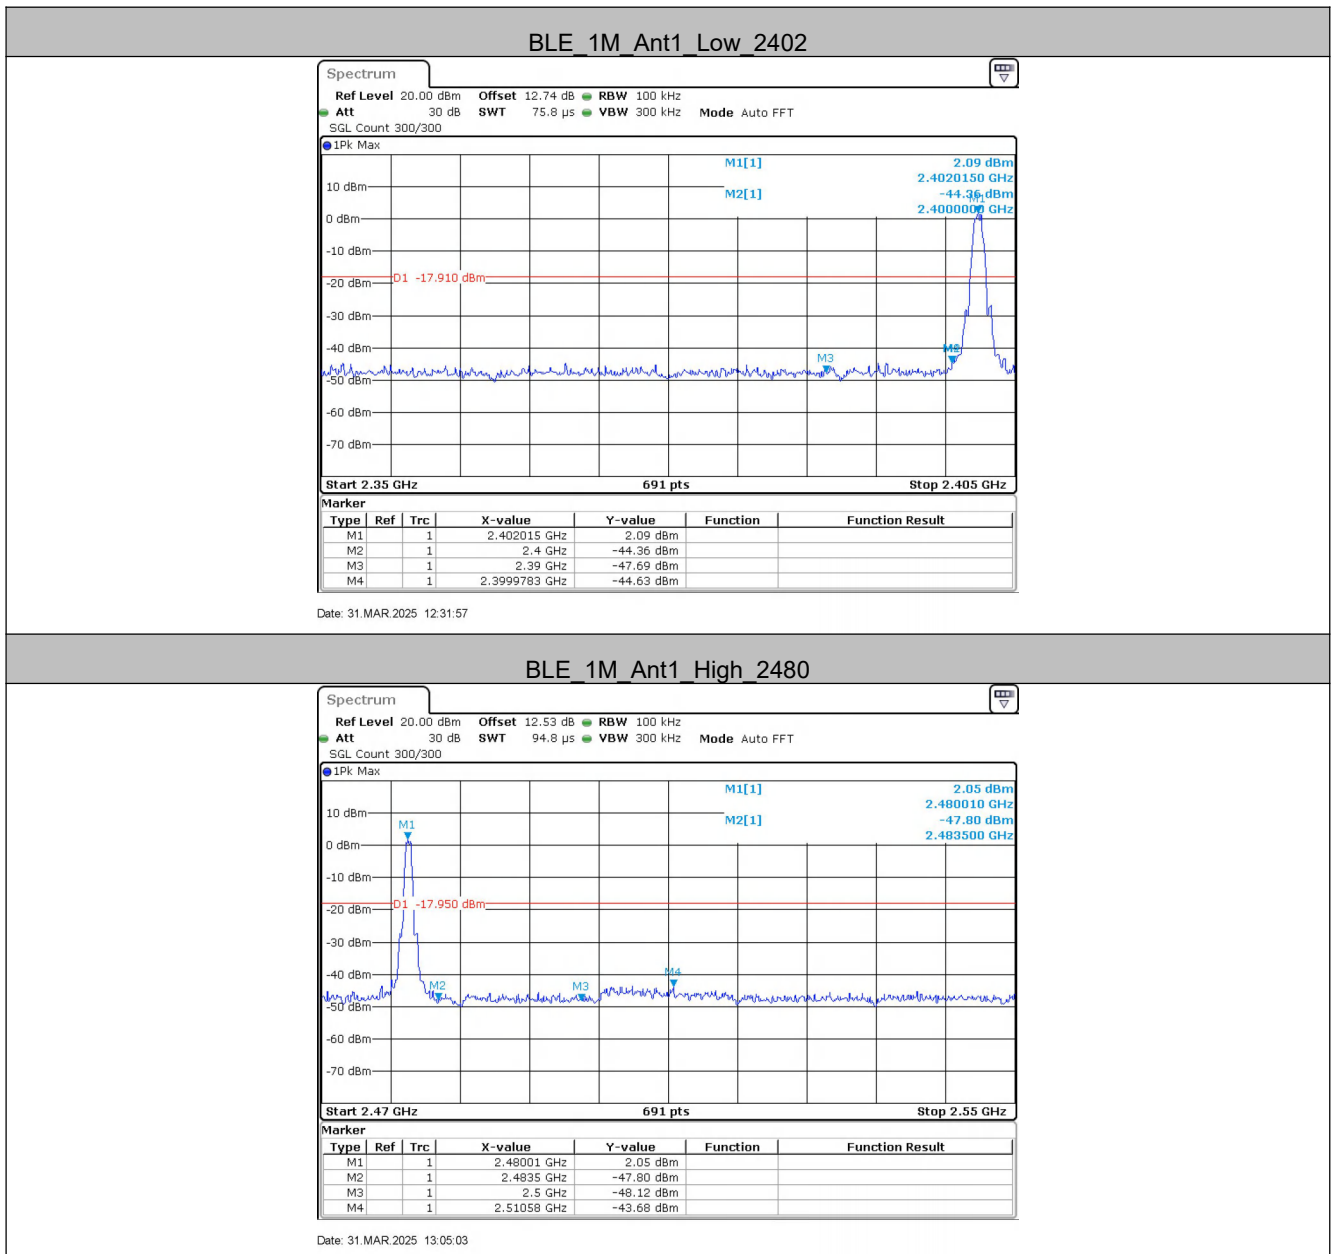 BLE_1M_Ant1_Low_2402
Spectrum
Ref Level 20.00 dBm Offset 12.74 dB RBW 100 kHz
Att 30 dB SWT 75.8 µs VBW 300 kHz Mode Auto FFT
SGL Count 300/300
1Pk Max
M1[1] 2.09 dBm
2.4020150 GHz
10 dBm
M2[1] -44.36 dBm
M1
2.4000000 GHz
0 dBm
-10 dBm
D1 -17.910 dBm
-20 dBm
-30 dBm
-40 dBm
M3
-50 dBm
-60 dBm
-70 dBm
Start 2.35 GHz 691 pts Stop 2.405 GHz
Marker
Type Ref Trc X-value Y-value Function Function Result
M1 1 2.402015 GHz 2.09 dBm
M2 1 2.4 GHz -44.36 dBm
M3 1 2.39 GHz -47.69 dBm
M4 1 2.3999783 GHz -44.63 dBm
Date: 31.MAR.2025 12:31:57
BLE_1M_Ant1_High_2480
Spectrum
Ref Level 20.00 dBm Offset 12.53 dB RBW 100 kHz
Att 30 dB SWT 94.8 µs VBW 300 kHz Mode Auto FFT
SGL Count 300/300
1Pk Max
M1[1] 2.05 dBm
2.480010 GHz
10 dBm
M2[1] -47.80 dBm
M1
2.483500 GHz
0 dBm
-10 dBm
D1 -17.950 dBm
-20 dBm
-30 dBm
-40 dBm
M4
M2 M3
-50 dBm
-60 dBm
-70 dBm
Start 2.47 GHz 691 pts Stop 2.55 GHz
Marker
Type Ref Trc X-value Y-value Function Function Result
M1 1 2.48001 GHz 2.05 dBm
M2 1 2.4835 GHz -47.80 dBm
M3 1 2.5 GHz -48.12 dBm
M4 1 2.51058 GHz -43.68 dBm
Date: 31.MAR.2025 13:05:03